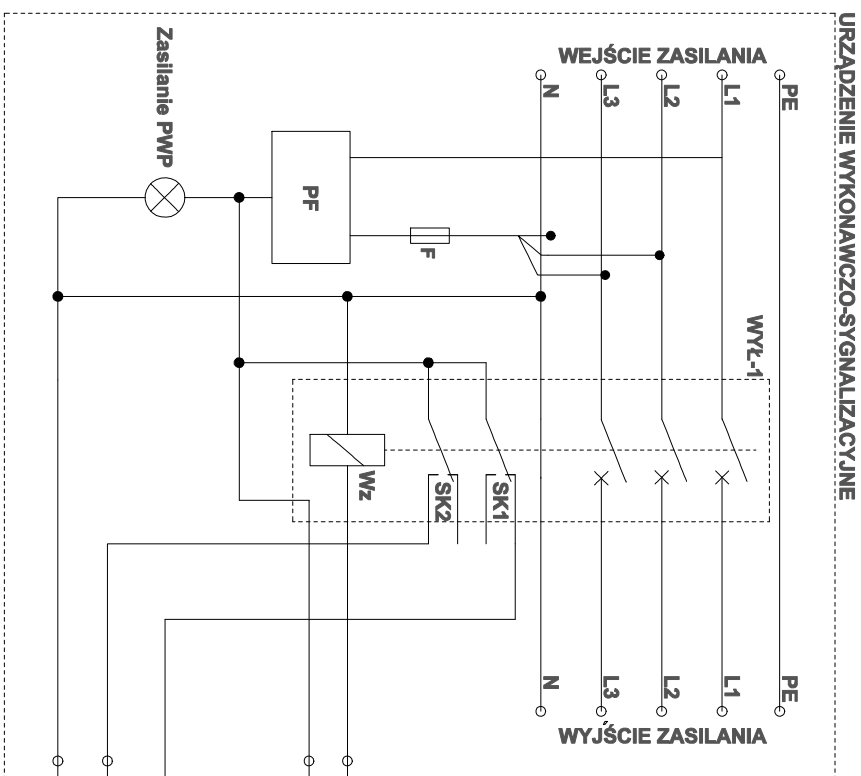 URZĄDZENIE WYKONAWCZO-SYGNALIZACYJNE
WEJŚCIE ZASILANIA
N
L3
L2
L1
PE
Zasilanie PWP
PF
F
WYŁ-1
Wz
SK2
SK1
N
L3
L2
L1
PE
WYJŚCIE ZASILANIA